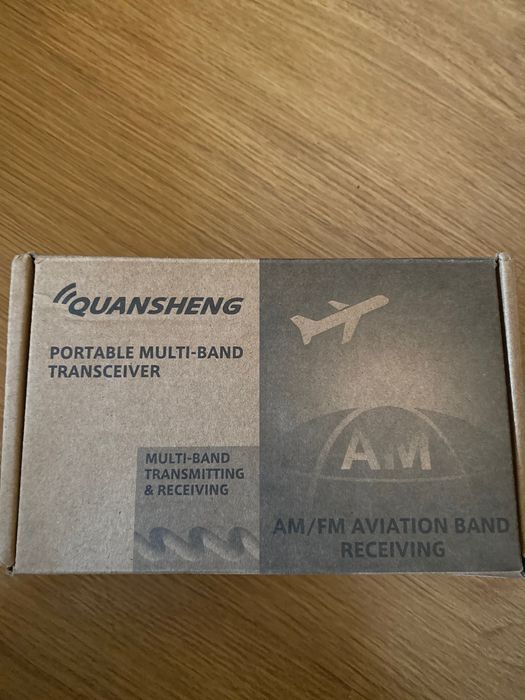 QUANSHENG
PORTABLE MULTI-BAND
TRANSCEIVER
MULTI-BAND
TRANSMITTING
& RECEIVING
AM
AM/FM AVIATION BAND
RECEIVING